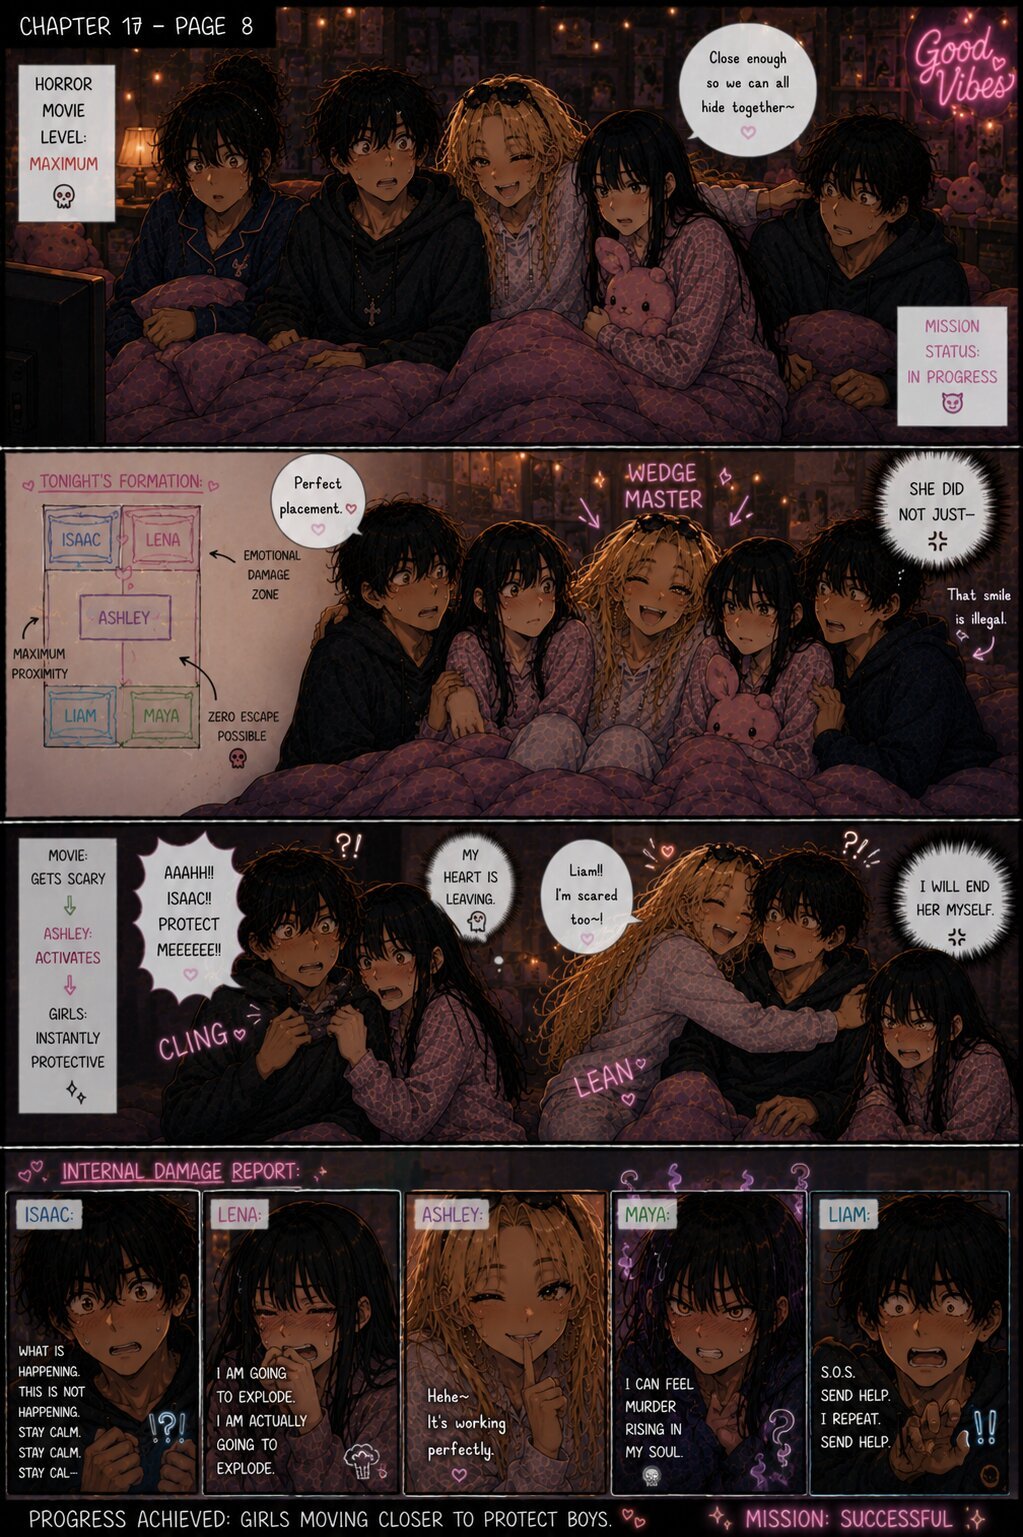 CHAPTER 17 – PAGE 8
HORROR
MOVIE
LEVEL:
MAXIMUM
Close enough
so we can all
hide together~
Good
Vibes
MISSION
STATUS:
IN PROGRESS
TONIGHT'S FORMATION:
ISAAC
LENA
EMOTIONAL
DAMAGE
ZONE
ASHLEY
MAXIMUM
PROXIMITY
LIAM
MAYA
ZERO ESCAPE
POSSIBLE
Perfect
placement.
WEDGE
MASTER
SHE DID
NOT JUST—
That smile
is illegal.
MOVIE:
GETS SCARY
ASHLEY:
ACTIVATES
GIRLS:
INSTANTLY
PROTECTIVE
AAAHH!!
ISAAC!!
PROTECT
MEEEEEE!!
?!
MY
HEART IS
LEAVING.
CLING
Liam!!
I'm scared
too~!
?!!
I WILL END
HER MYSELF.
LEAN
INTERNAL DAMAGE REPORT:
ISAAC:
WHAT IS
HAPPENING.
THIS IS NOT
HAPPENING.
STAY CALM.
STAY CALM.
STAY CAL—
!?!
LENA:
I AM GOING
TO EXPLODE.
I AM ACTUALLY
GOING TO
EXPLODE.
ASHLEY:
Hehe~
It's working
perfectly.
MAYA:
I CAN FEEL
MURDER
RISING IN
MY SOUL.
?
LIAM:
S.O.S.
SEND HELP.
I REPEAT.
SEND HELP.
!!
PROGRESS ACHIEVED: GIRLS MOVING CLOSER TO PROTECT BOYS.
MISSION: SUCCESSFUL